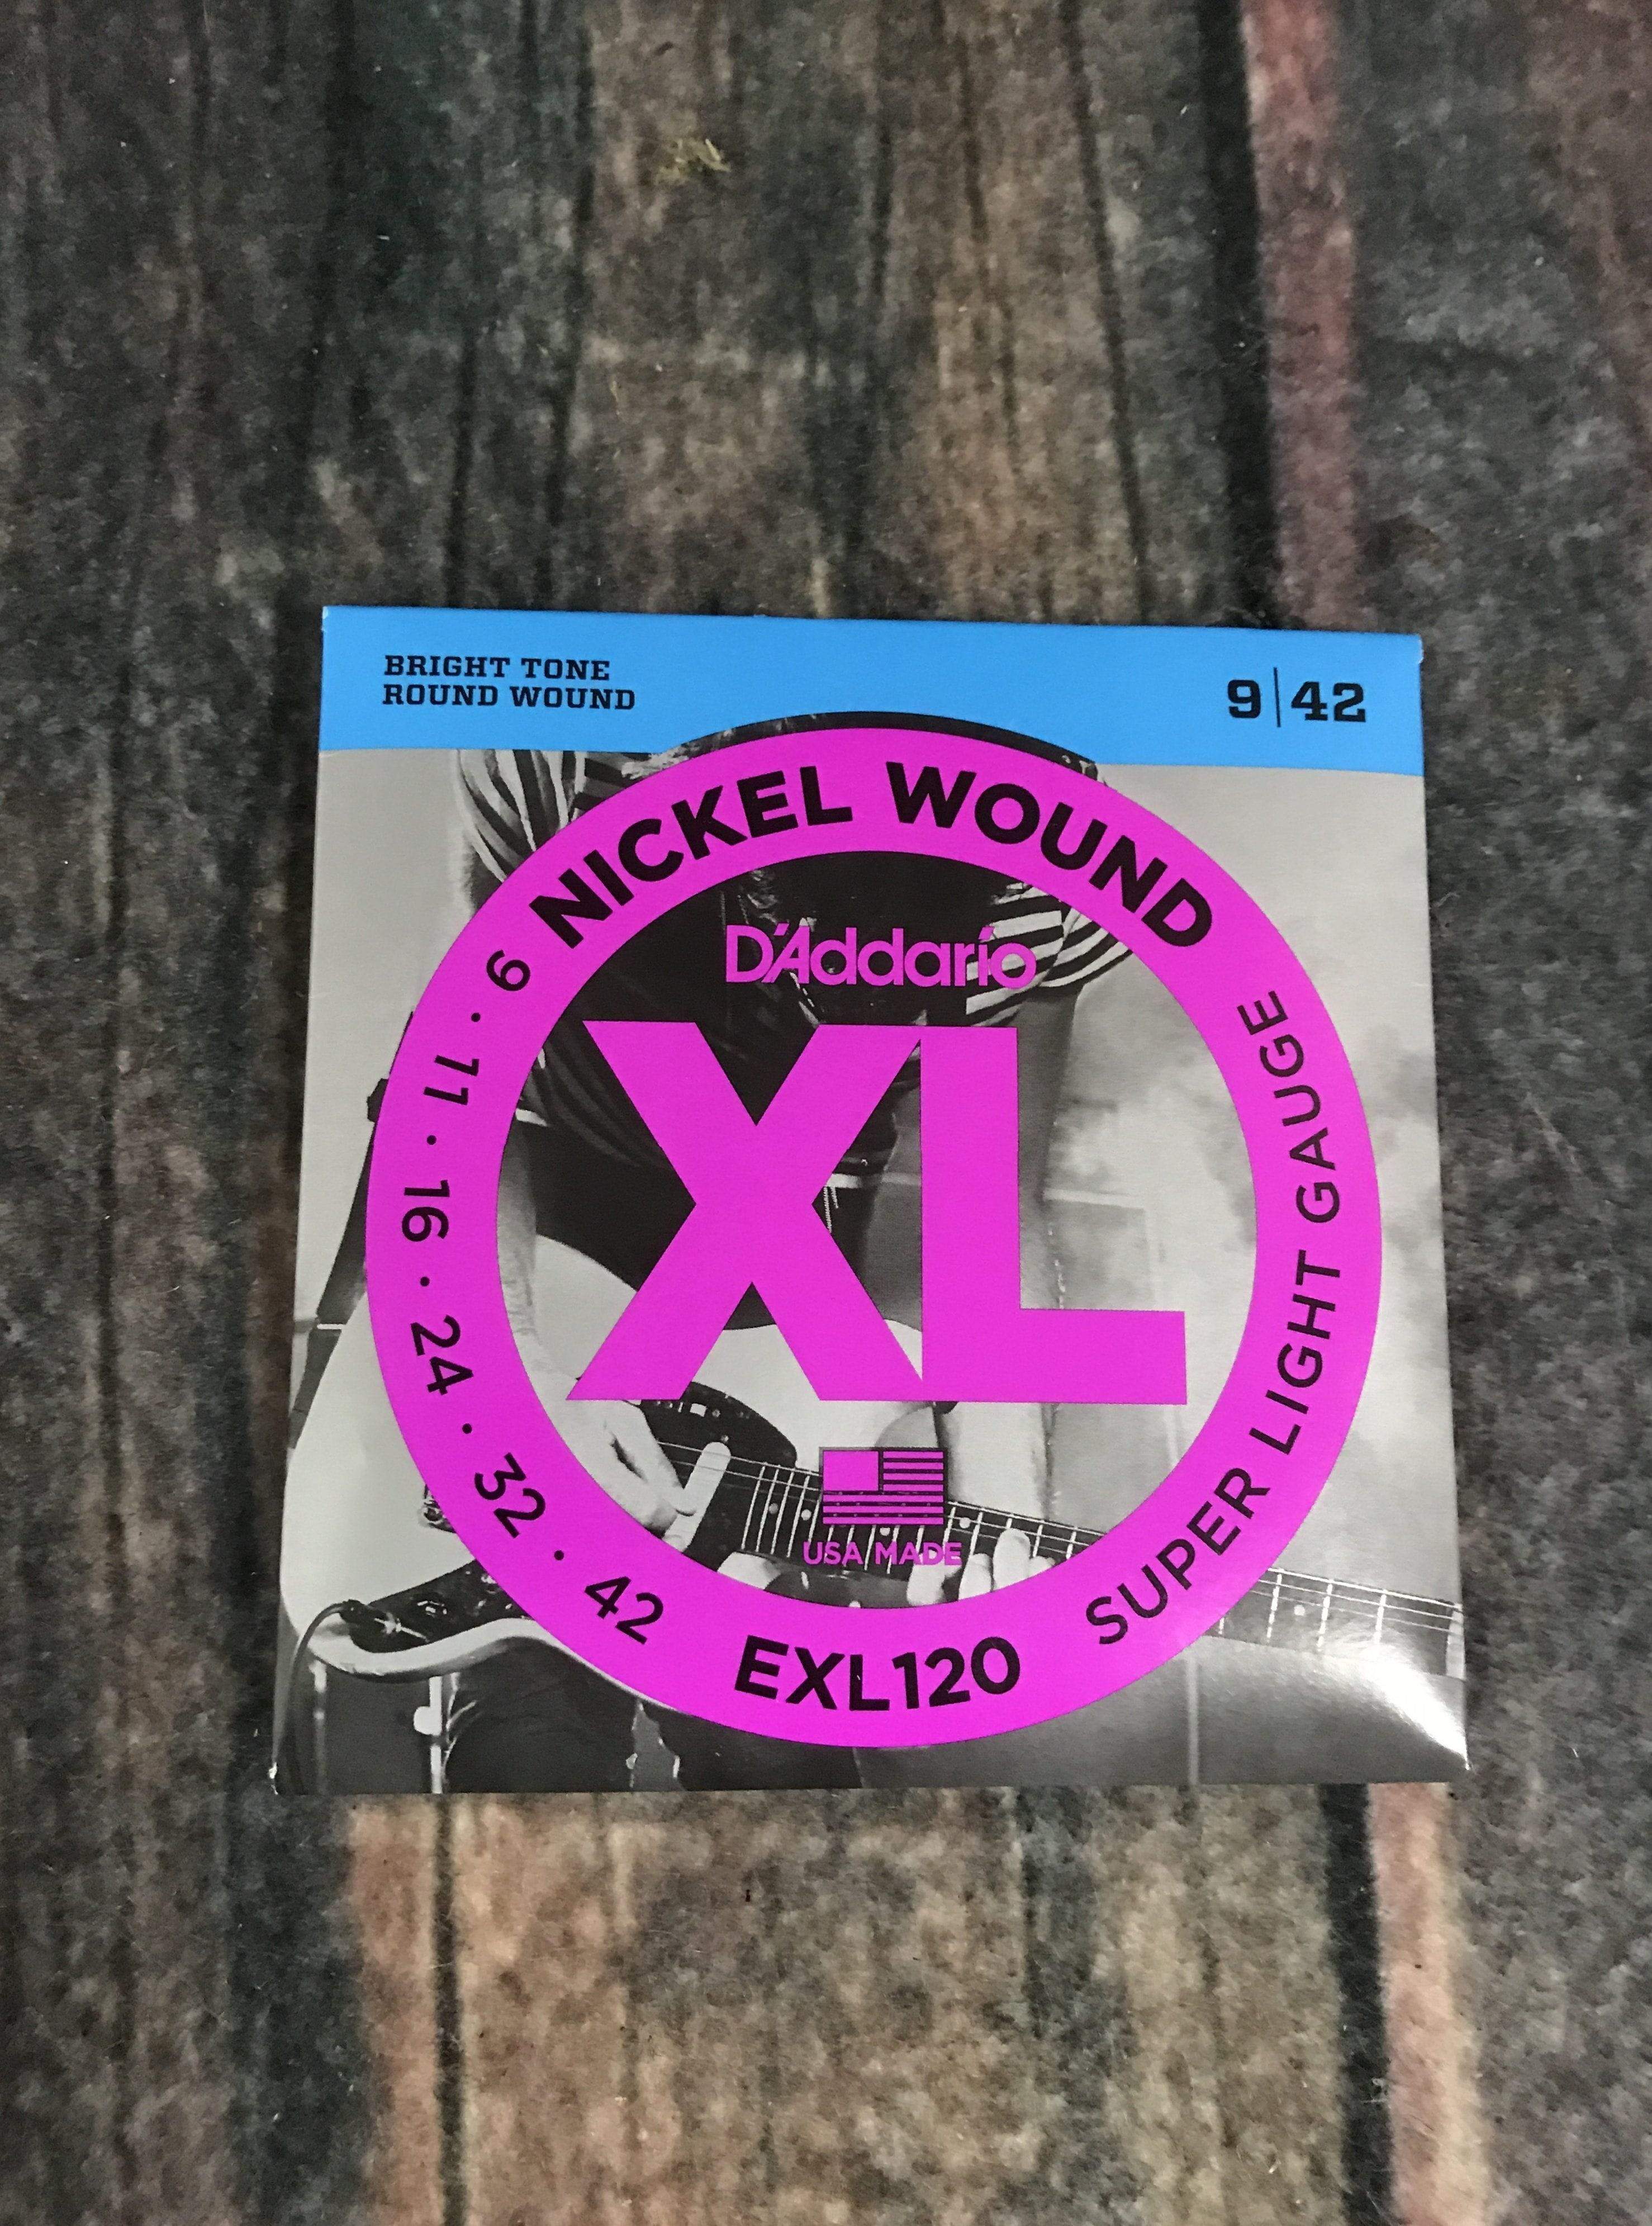 BRIGHT TONE
ROUND WOUND
9|42
NICKEL WOUND
D'Addario
XL
USA MADE
9 · 11 · 16 · 24 · 32 · 42
EXL120
SUPER LIGHT GAUGE